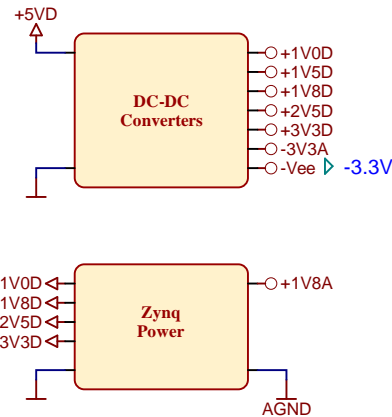 +5VD
DC-DC
Converters
+1V0D
+1V5D
+1V8D
+2V5D
+3V3D
-3V3A
-Vee -3.3V
1V0D
1V8D
2V5D
3V3D
Zynq
Power
+1V8A
AGND